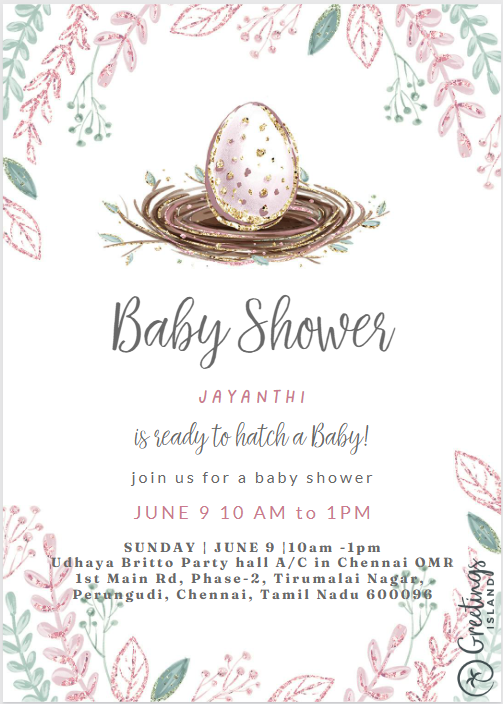 Baby Shower
JAYANTHI
is ready to hatch a Baby!
join us for a baby shower
JUNE 9 10 AM to 1PM
SUNDAY | JUNE 9 |10am -1pm
Udhaya Britto Party hall A/C in Chennai OMR
1st Main Rd, Phase-2, Tirumalai Nagar,
Perungudi, Chennai, Tamil Nadu 600096
Greetings
ISLAND